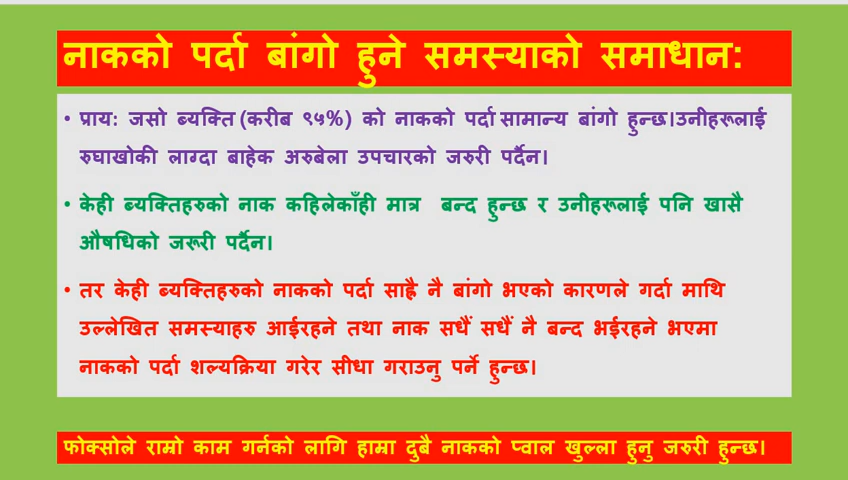 नाकको पर्दा बांगो हुने समस्याको समाधान:
• प्राय: जसो ब्यक्ति (करीब ९५%) को नाकको पर्दा सामान्य बांगो हुन्छ।उनीहरूलाई
रुघाखोकी लाग्दा बाहेक अरुबेला उपचारको जरुरी पर्दैन।
• केही ब्यक्तिहरुको नाक कहिलेकाँही मात्र बन्द हुन्छ र उनीहरूलाई पनि खासै
औषधिको जरूरी पर्दैन।
• तर केही ब्यक्तिहरुको नाकको पर्दा साह्रै नै बांगो भएको कारणले गर्दा माथि
उल्लेखित समस्याहरु आईरहने तथा नाक सधैं सधैं नै बन्द भईरहने भएमा
नाकको पर्दा शल्यक्रिया गरेर सीधा गराउनु पर्ने हुन्छ।
फोक्सोले राम्रो काम गर्नको लागि हाम्रा दुबै नाकको प्वाल खुल्ला हुनु जरुरी हुन्छ।